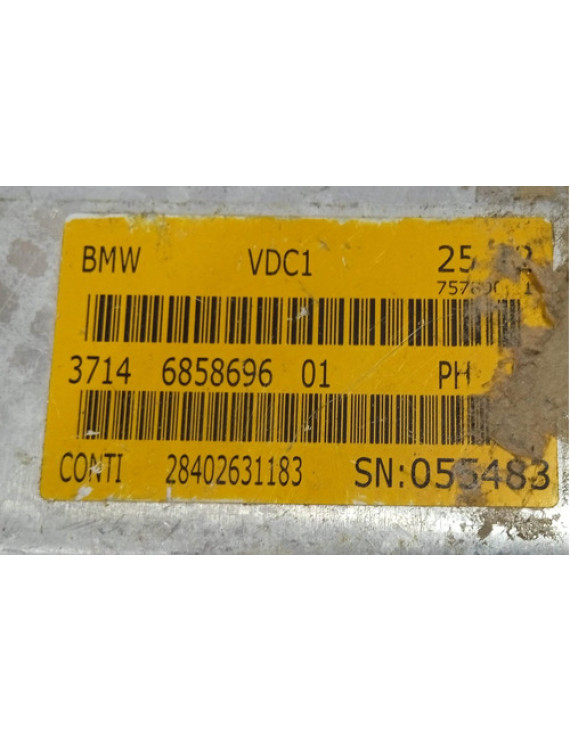 BMW VDC1
3714 6858696 01 PH
CONTI 28402631183 SN:055483